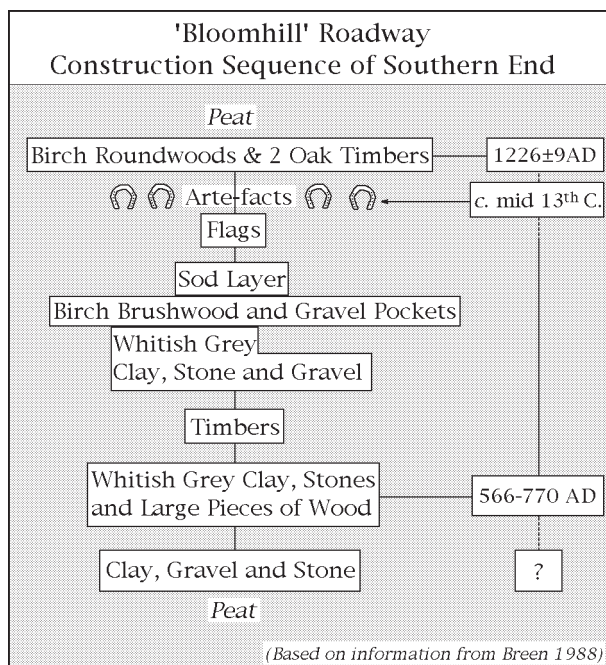 'Bloomhill' Roadway
Construction Sequence of Southern End
Peat
Birch Roundwoods & 2 Oak Timbers
1226±9AD
Arte-facts
c. mid 13th C.
Flags
Sod Layer
Birch Brushwood and Gravel Pockets
Whitish Grey
Clay, Stone and Gravel
Timbers
Whitish Grey Clay, Stones
and Large Pieces of Wood
566-770 AD
Clay, Gravel and Stone
?
Peat
(Based on information from Breen 1988)